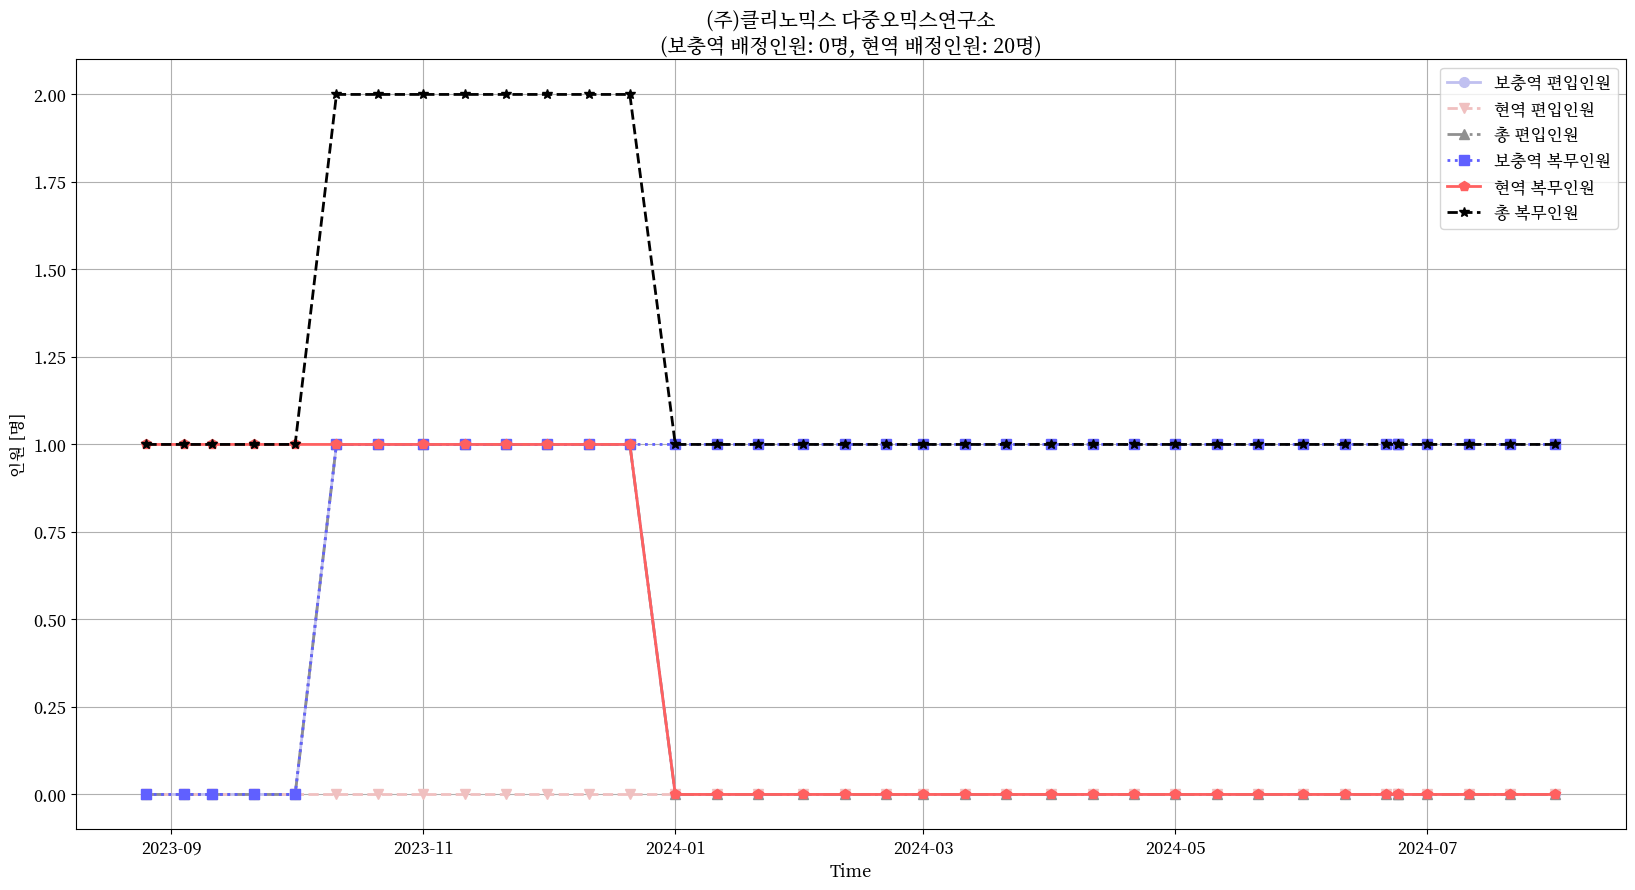 (주)클리노믹스 다중오믹스연구소
(보충역 배정인원: 0명, 현역 배정인원: 20명)
보충역 편입인원
현역 편입인원
총 편입인원
보충역 복무인원
현역 복무인원
총 복무인원
인원 [명]
2.00
1.75
1.50
1.25
1.00
0.75
0.50
0.25
0.00
2023-09 2023-11 2024-01 2024-03 2024-05 2024-07
Time